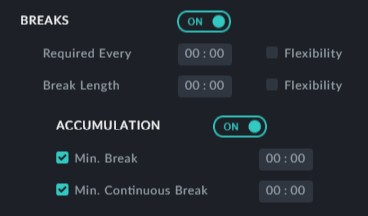 BREAKS ON
Required Every 00 : 00 Flexibility
Break Length 00 : 00 Flexibility
ACCUMULATION ON
Min. Break 00 : 00
Min. Continuous Break 00 : 00